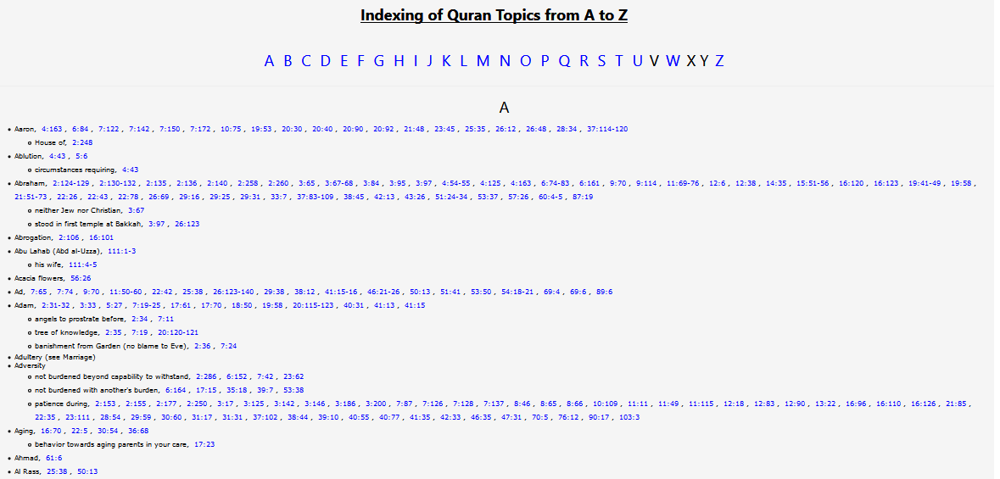 Indexing of Quran Topics from A to Z
A B C D E F G H I J K L M N O P Q R S T U V W X Y Z
A
• Aaron, 4:163 , 6:84 , 7:122 , 7:142 , 7:150 , 7:172 , 10:75 , 19:53 , 20:30 , 20:40 , 20:90 , 20:92 , 21:48 , 23:45 , 25:35 , 26:12 , 26:48 , 28:34 , 37:114-120
o House of, 2:248
• Ablution, 4:43 , 5:6
o circumstances requiring, 4:43
• Abraham, 2:124-129 , 2:130-132 , 2:135 , 2:136 , 2:140 , 2:258 , 2:260 , 3:65 , 3:67-68 , 3:84 , 3:95 , 3:97 , 4:54-55 , 4:125 , 4:163 , 6:74-83 , 6:161 , 9:70 , 9:114 , 11:69-76 , 12:6 , 12:38 , 14:35 , 15:51-56 , 16:120 , 16:123 , 19:41-49 , 19:58 ,
21:51-73 , 22:26 , 22:43 , 22:78 , 26:69 , 29:16 , 29:25 , 29:31 , 33:7 , 37:83-109 , 38:45 , 42:13 , 43:26 , 51:24-34 , 53:37 , 57:26 , 60:4-5 , 87:19
o neither Jew nor Christian, 3:67
o stood in first temple at Bakkah, 3:97 , 26:123
• Abrogation, 2:106 , 16:101
• Abu Lahab (Abd al-Uzza), 111:1-3
o his wife, 111:4-5
• Acacia flowers, 56:26
• Ad, 7:65 , 7:74 , 9:70 , 11:50-60 , 22:42 , 25:38 , 26:123-140 , 29:38 , 38:12 , 41:15-16 , 46:21-26 , 50:13 , 51:41 , 53:50 , 54:18-21 , 69:4 , 69:6 , 89:6
• Adam, 2:31-32 , 3:33 , 5:27 , 7:19-25 , 17:61 , 17:70 , 18:50 , 19:58 , 20:115-123 , 40:31 , 41:13 , 41:15
o angels to prostrate before, 2:34 , 7:11
o tree of knowledge, 2:35 , 7:19 , 20:120-121
o banishment from Garden (no blame to Eve), 2:36 , 7:24
• Adultery (see Marriage)
• Adversity
o not burdened beyond capability to withstand, 2:286 , 6:152 , 7:42 , 23:62
o not burdened with another's burden, 6:164 , 17:15 , 35:18 , 39:7 , 53:38
o patience during, 2:153 , 2:155 , 2:177 , 2:250 , 3:17 , 3:125 , 3:142 , 3:146 , 3:186 , 3:200 , 7:87 , 7:126 , 7:128 , 7:137 , 8:46 , 8:65 , 8:66 , 10:109 , 11:11 , 11:49 , 11:115 , 12:18 , 12:83 , 12:90 , 13:22 , 16:96 , 16:110 , 16:126 , 21:85 ,
22:35 , 23:111 , 28:54 , 29:59 , 30:60 , 31:17 , 31:31 , 37:102 , 38:44 , 39:10 , 40:55 , 40:77 , 41:35 , 42:33 , 46:35 , 47:31 , 70:5 , 76:12 , 90:17 , 103:3
• Aging, 16:70 , 22:5 , 30:54 , 36:68
o behavior towards aging parents in your care, 17:23
• Ahmad, 61:6
• Al Rass, 25:38 , 50:13